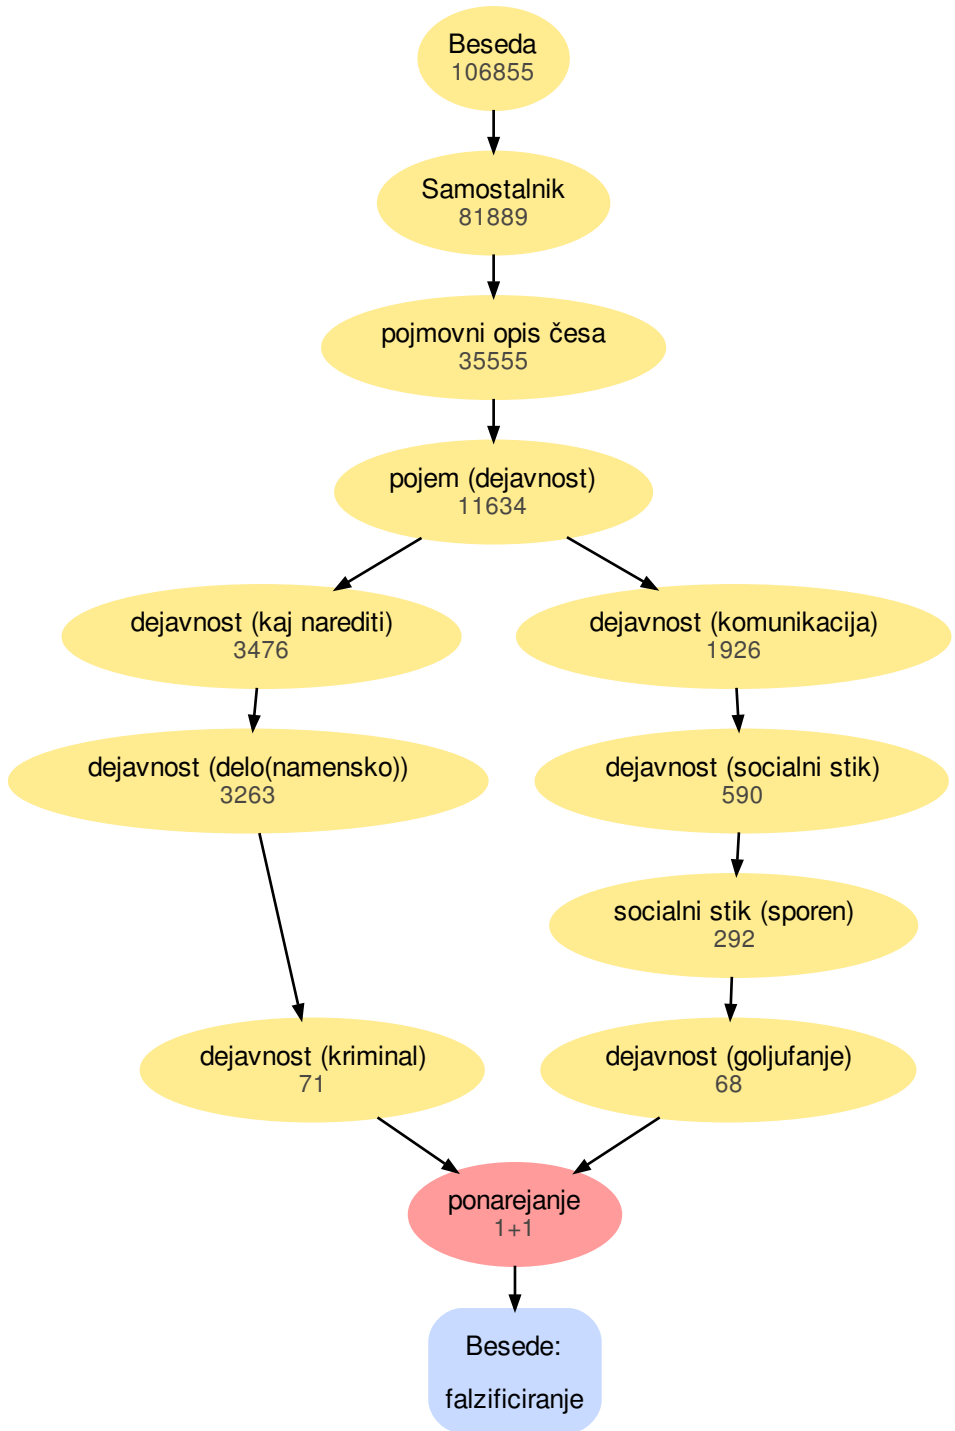 Beseda
106855
Samostalnik
81889
pojmovni opis česa
35555
pojem (dejavnost)
11634
dejavnost (kaj narediti)
3476
dejavnost (komunikacija)
1926
dejavnost (delo(namensko))
3263
dejavnost (socialni stik)
590
socialni stik (sporen)
292
dejavnost (kriminal)
71
dejavnost (goljufanje)
68
ponarejanje
1+1
Besede:
falzificiranje